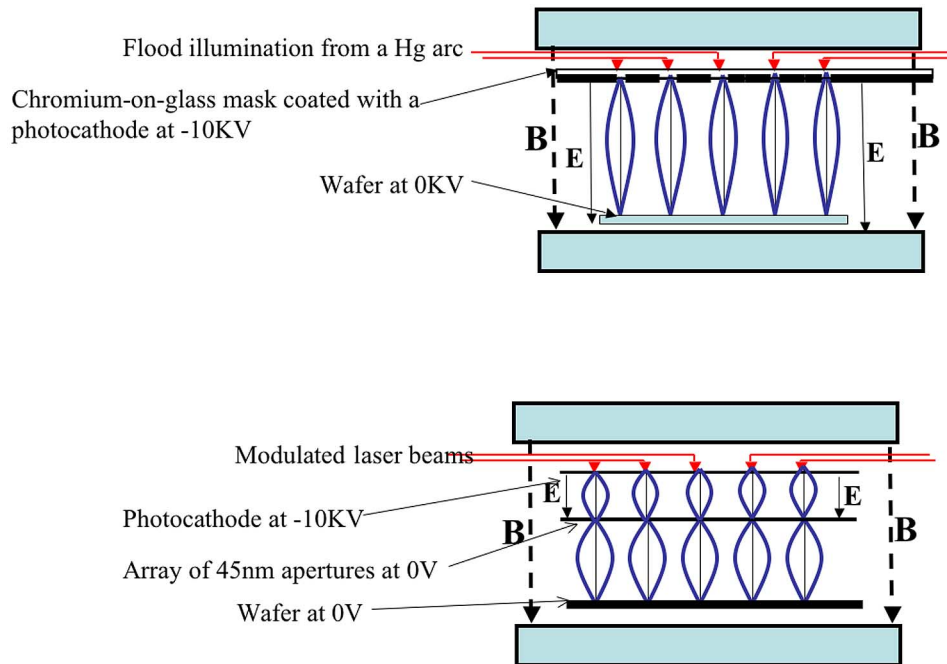 Flood illumination from a Hg arc
Chromium-on-glass mask coated with a
photocathode at -10KV
B
E
E
B
Wafer at 0KV
Modulated laser beams
E
E
Photocathode at -10KV
B
B
Array of 45nm apertures at 0V
Wafer at 0V